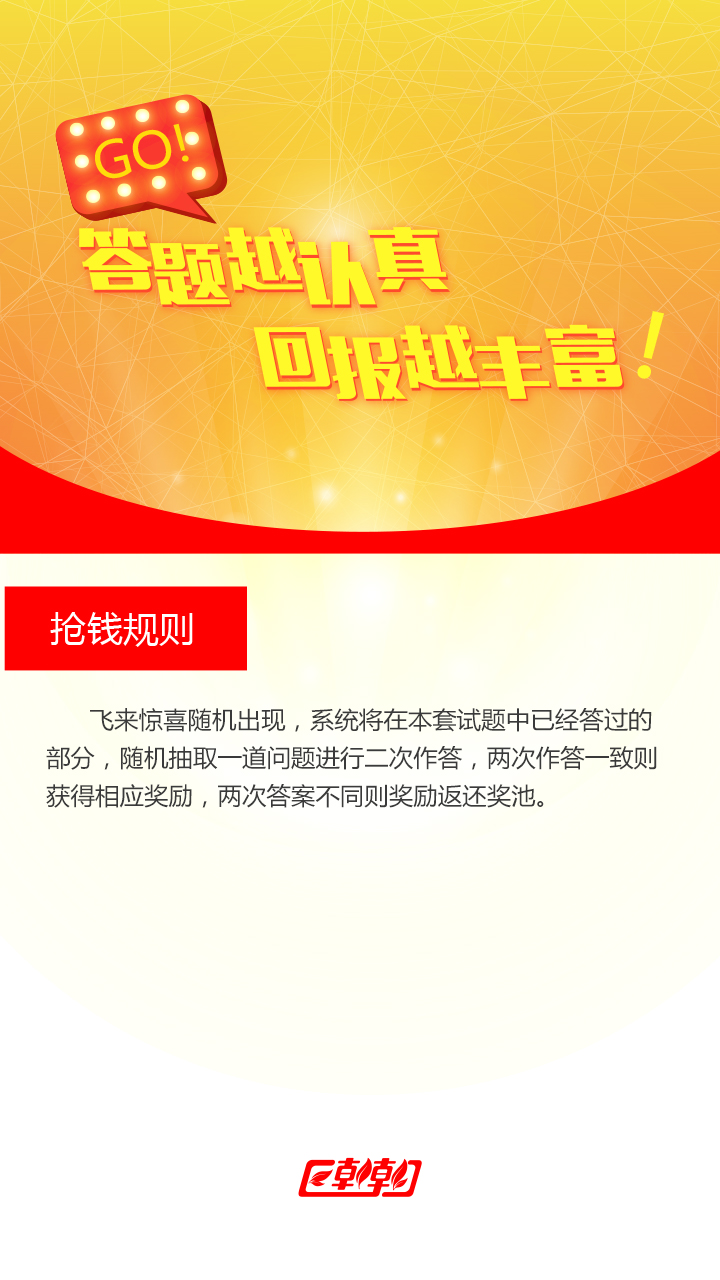 GO!
答题越认真
回报越丰富!
抢钱规则
飞来惊喜随机出现，系统将在本套试题中已经答过的
部分，随机抽取一道问题进行二次作答，两次作答一致则
获得相应奖励，两次答案不同则奖励返还奖池。